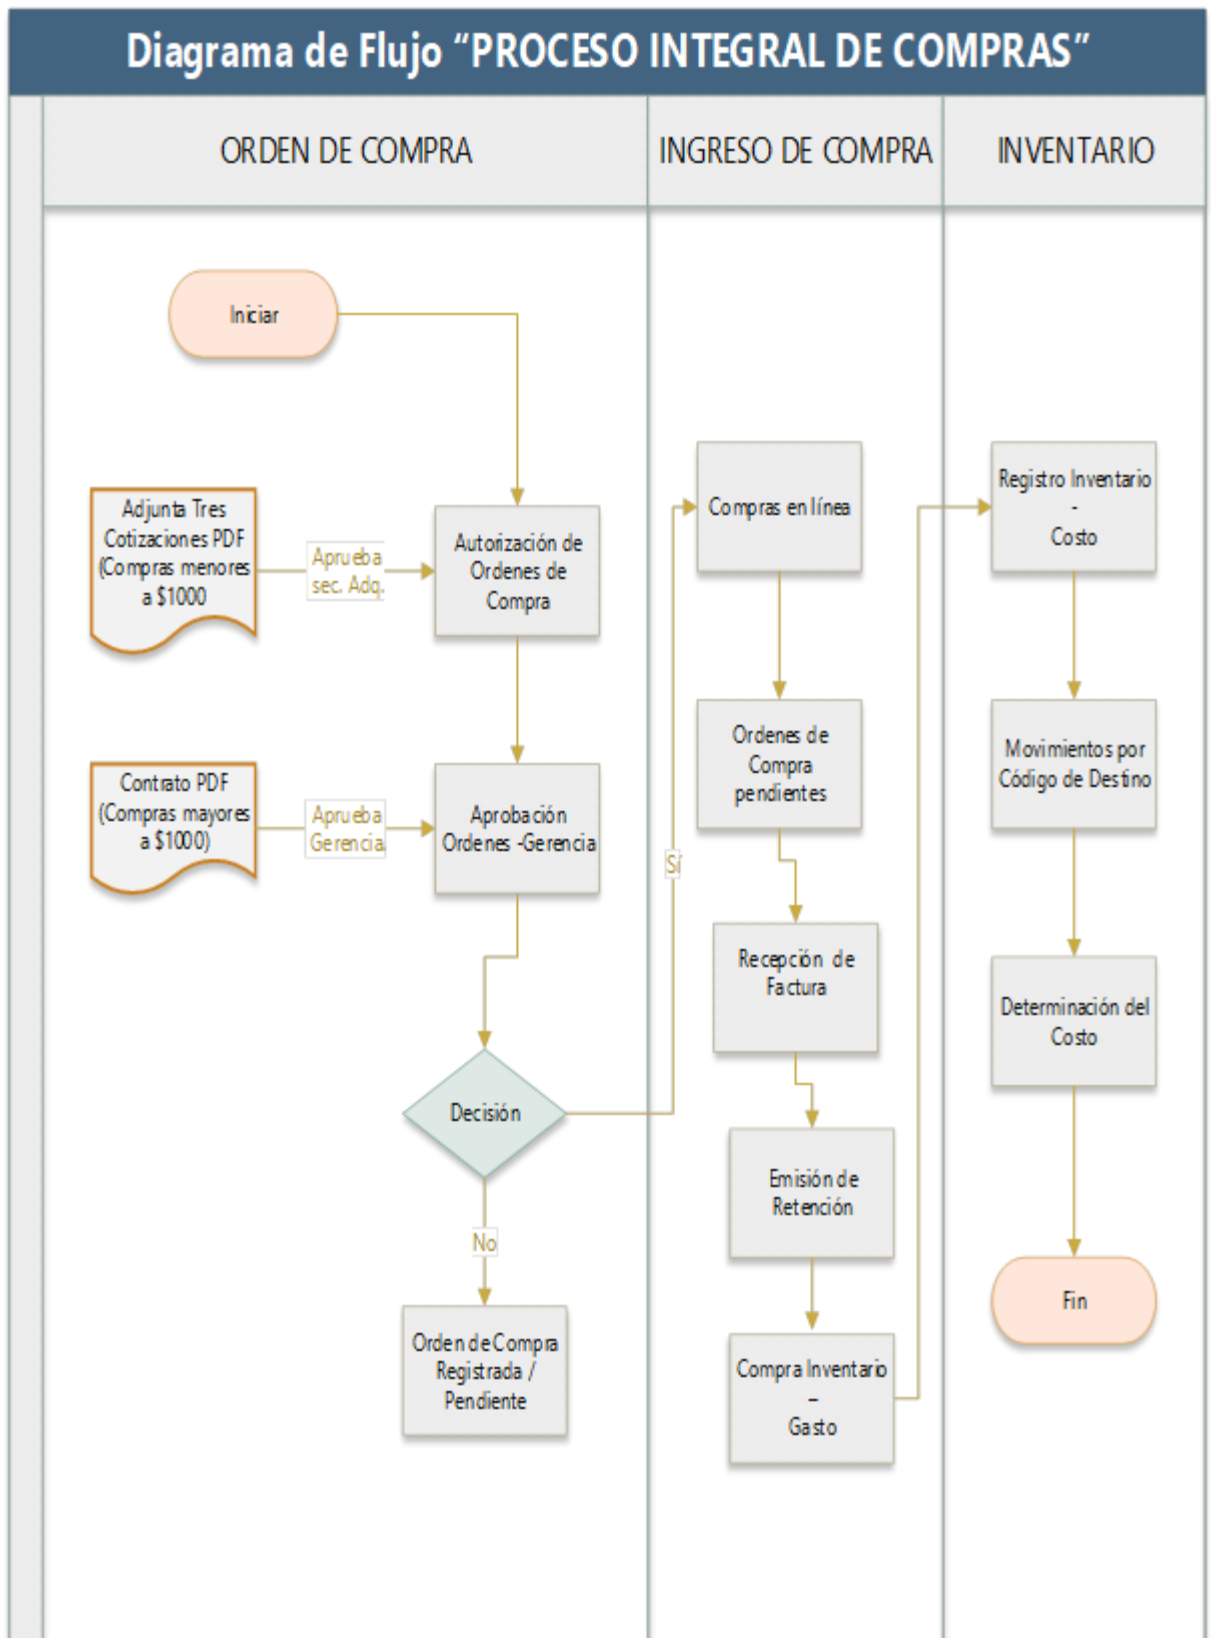 Diagrama de Flujo “PROCESO INTEGRAL DE COMPRAS”
ORDEN DE COMPRA
INGRESO DE COMPRA
INVENTARIO
Iniciar
Adjunta Tres
Cotizaciones PDF
(Compras menores
a $1000
Aprueba
sec. Adq.
Autorización de
Ordenes de
Compra
Contrato PDF
(Compras mayores
a $1000)
Aprueba
Gerencia
Aprobación
Ordenes -Gerencia
Decisión
Sí
No
Orden de Compra
Registrada /
Pendiente
Compras en línea
Ordenes de
Compra
pendientes
Recepción de
Factura
Emisión de
Retención
Compra Inventario
–
Gasto
Registro Inventario
-
Costo
Movimientos por
Código de Destino
Determinación del
Costo
Fin